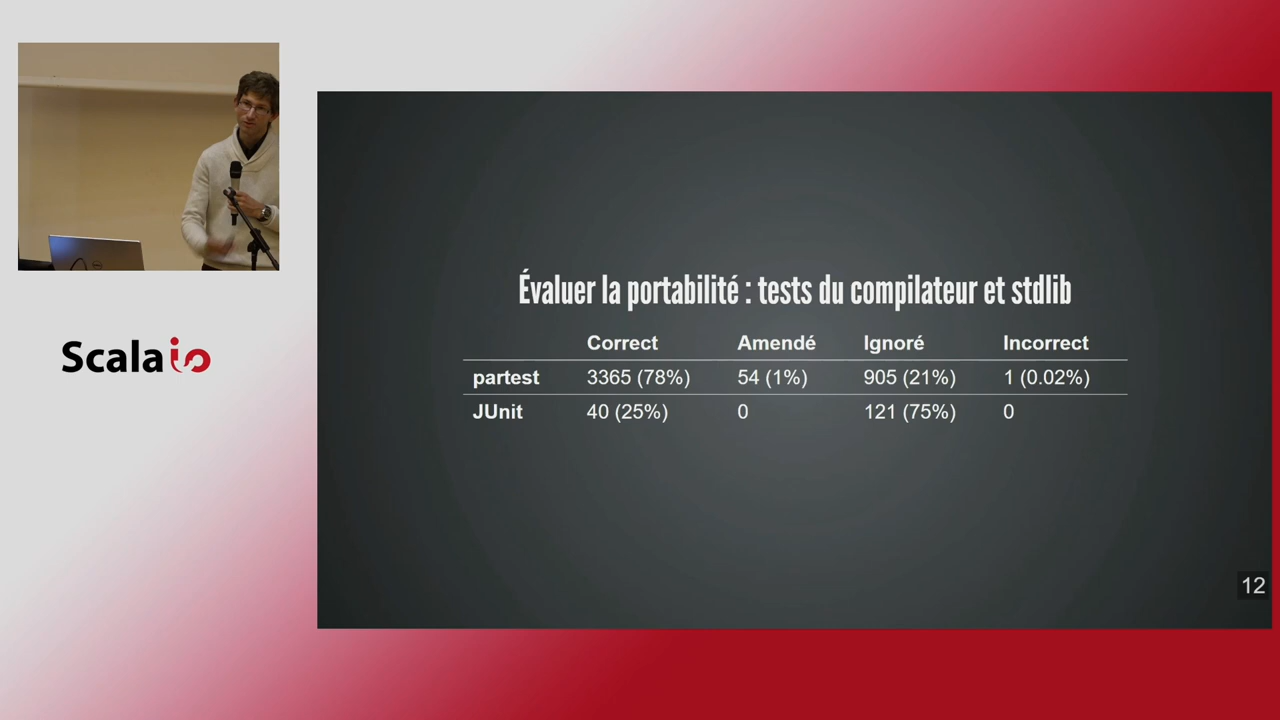 Scala io
Évaluer la portabilité : tests du compilateur et stdlib
Correct Amendé Ignoré Incorrect
partest 3365 (78%) 54 (1%) 905 (21%) 1 (0.02%)
JUnit 40 (25%) 0 121 (75%) 0
12